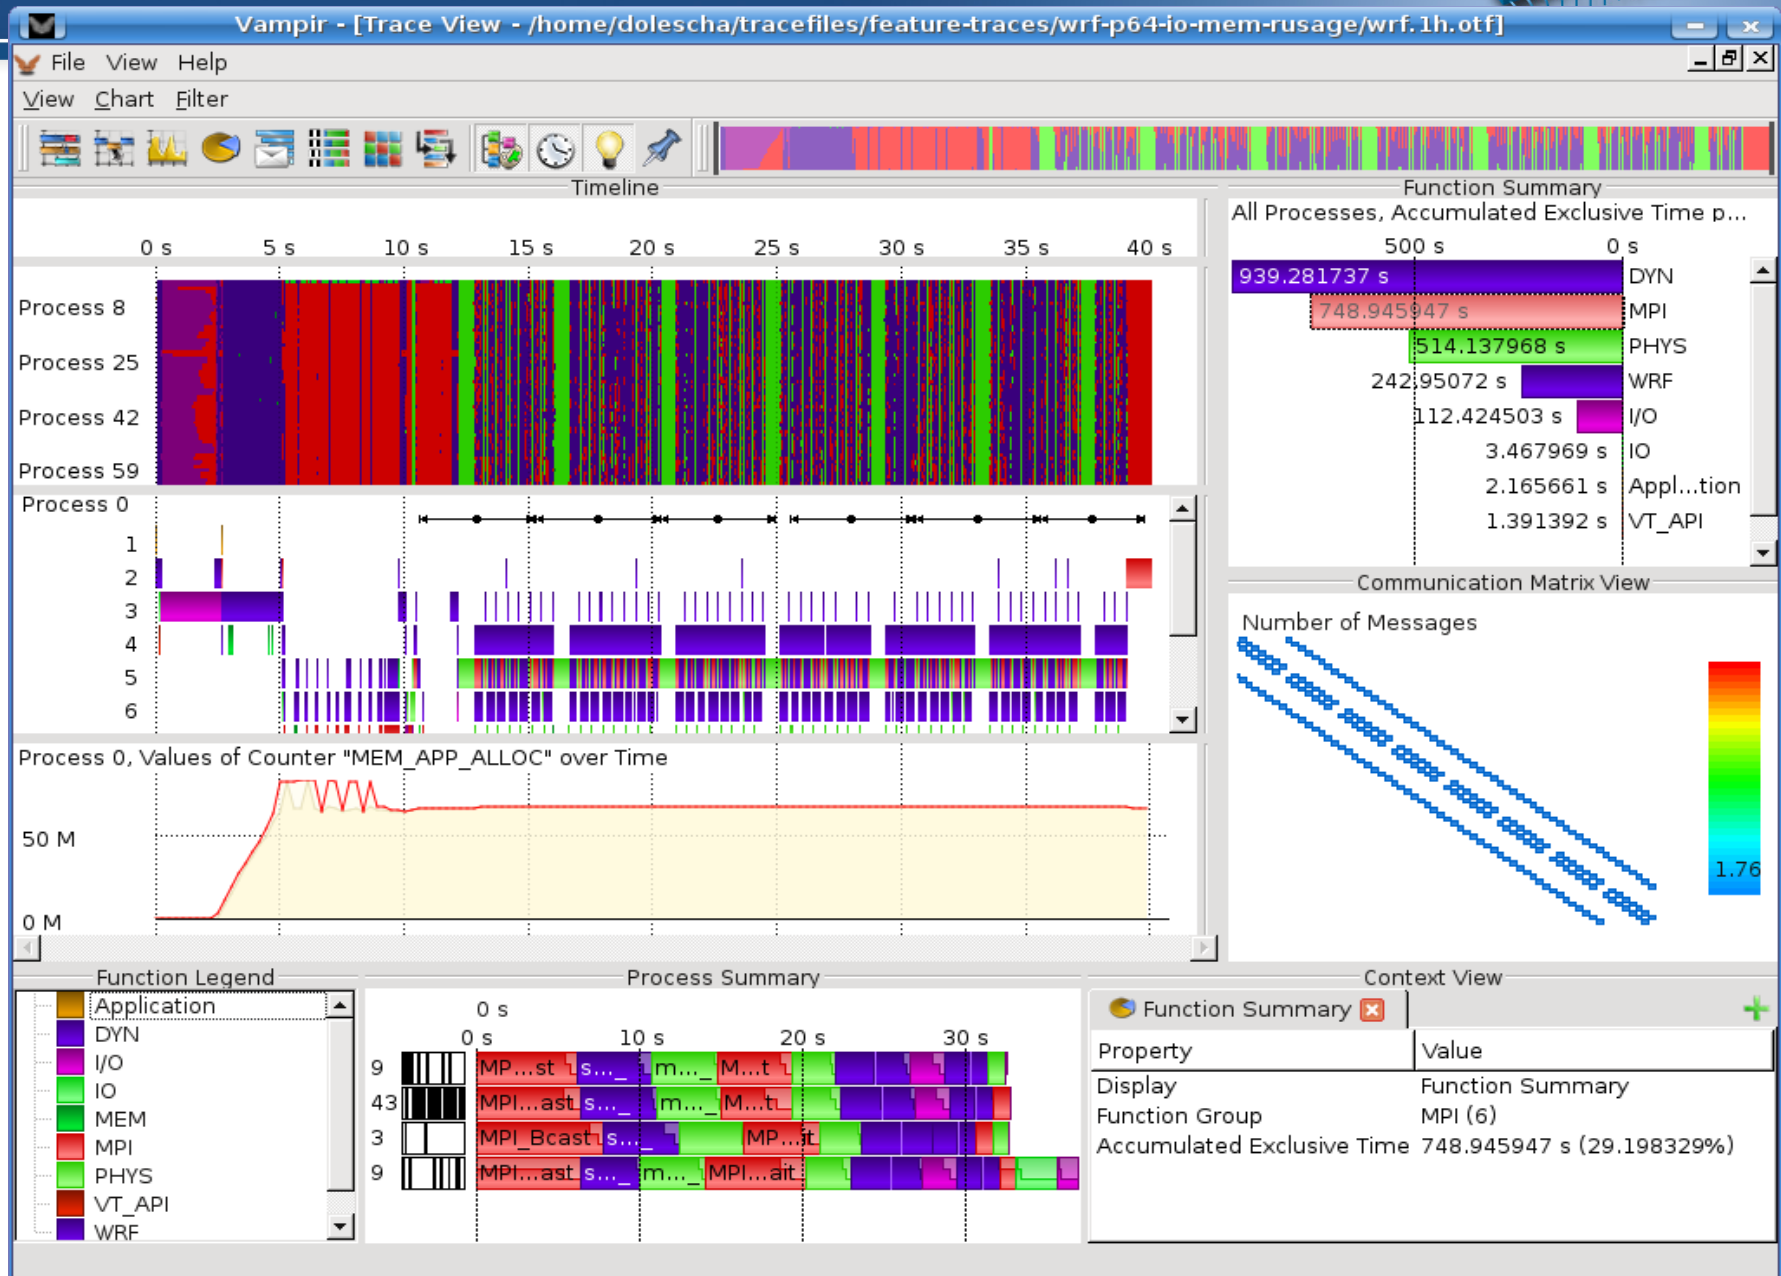 Vampir - [Trace View - /home/dolescha/tracefiles/feature-traces/wrf-p64-io-mem-rusage/wrf.1h.otf]
File View Help
View Chart Filter
Timeline
0 s 5 s 10 s 15 s 20 s 25 s 30 s 35 s 40 s
Process 8
Process 25
Process 42
Process 59
Process 0
1
2
3
4
5
6
Process 0, Values of Counter "MEM_APP_ALLOC" over Time
50 M
0 M
Function Summary
All Processes, Accumulated Exclusive Time p...
500 s 0 s
939.281737 s DYN
748.945947 s MPI
514.137968 s PHYS
242.95072 s WRF
112.424503 s I/O
3.467969 s IO
2.165661 s Appl...tion
1.391392 s VT_API
Communication Matrix View
Number of Messages
1.76
Function Legend
Application
DYN
I/O
IO
MEM
MPI
PHYS
VT_API
WRF
Process Summary
0 s
0 s 10 s 20 s 30 s
9 MP...st s..._ m..._ M...t
43 MPI...ast s..._ m..._ M...t
3 MPI_Bcast s..._ MP...it
9 MPI...ast s..._ m..._ MPI...ait
Context View
Function Summary
Property Value
Display Function Summary
Function Group MPI (6)
Accumulated Exclusive Time 748.945947 s (29.198329%)